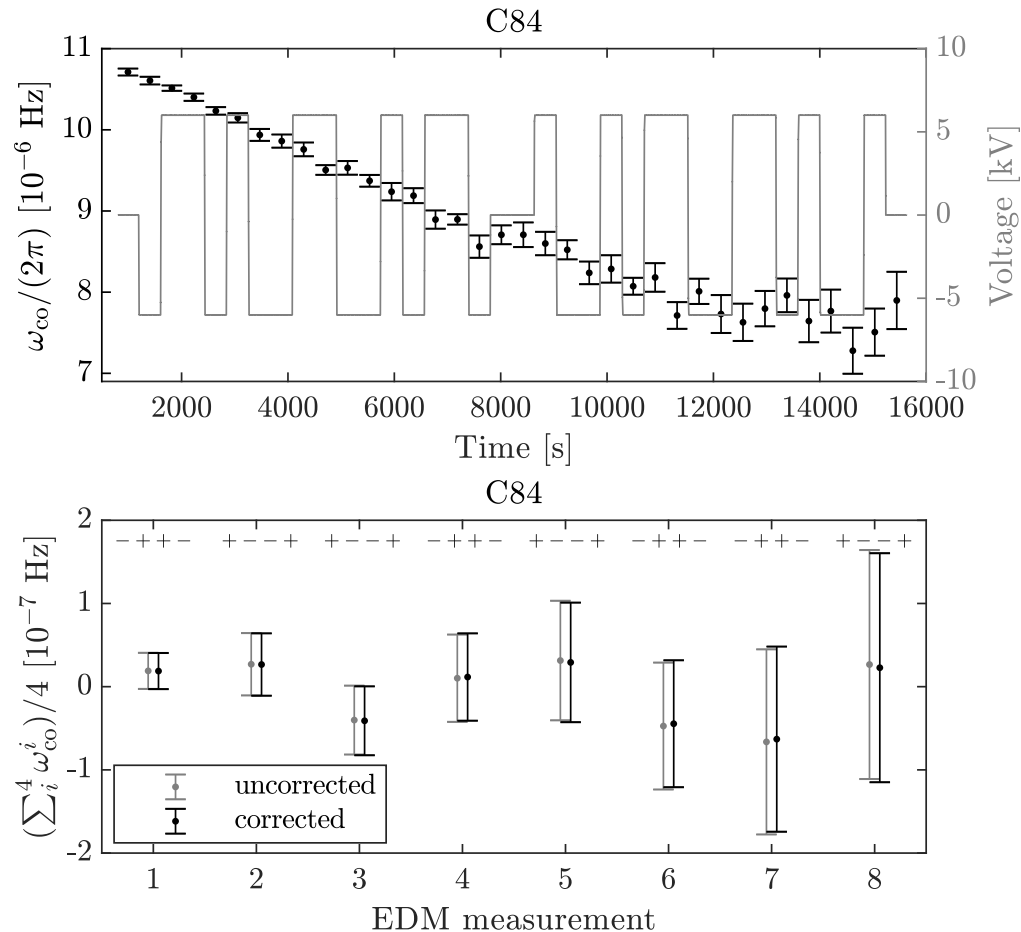 C84
11
10
9
8
7
ω_co/(2π) [10⁻⁶ Hz]
10
5
0
−5
−10
Voltage [kV]
2000 4000 6000 8000 10000 12000 14000 16000
Time [s]
C84
2
1
0
-1
-2
(∑_i^4 ω_co^i)/4 [10⁻⁷ Hz]
−++− +−−+ −++− −++− +−−+ −++− −++− +−−+
uncorrected
corrected
1 2 3 4 5 6 7 8
EDM measurement